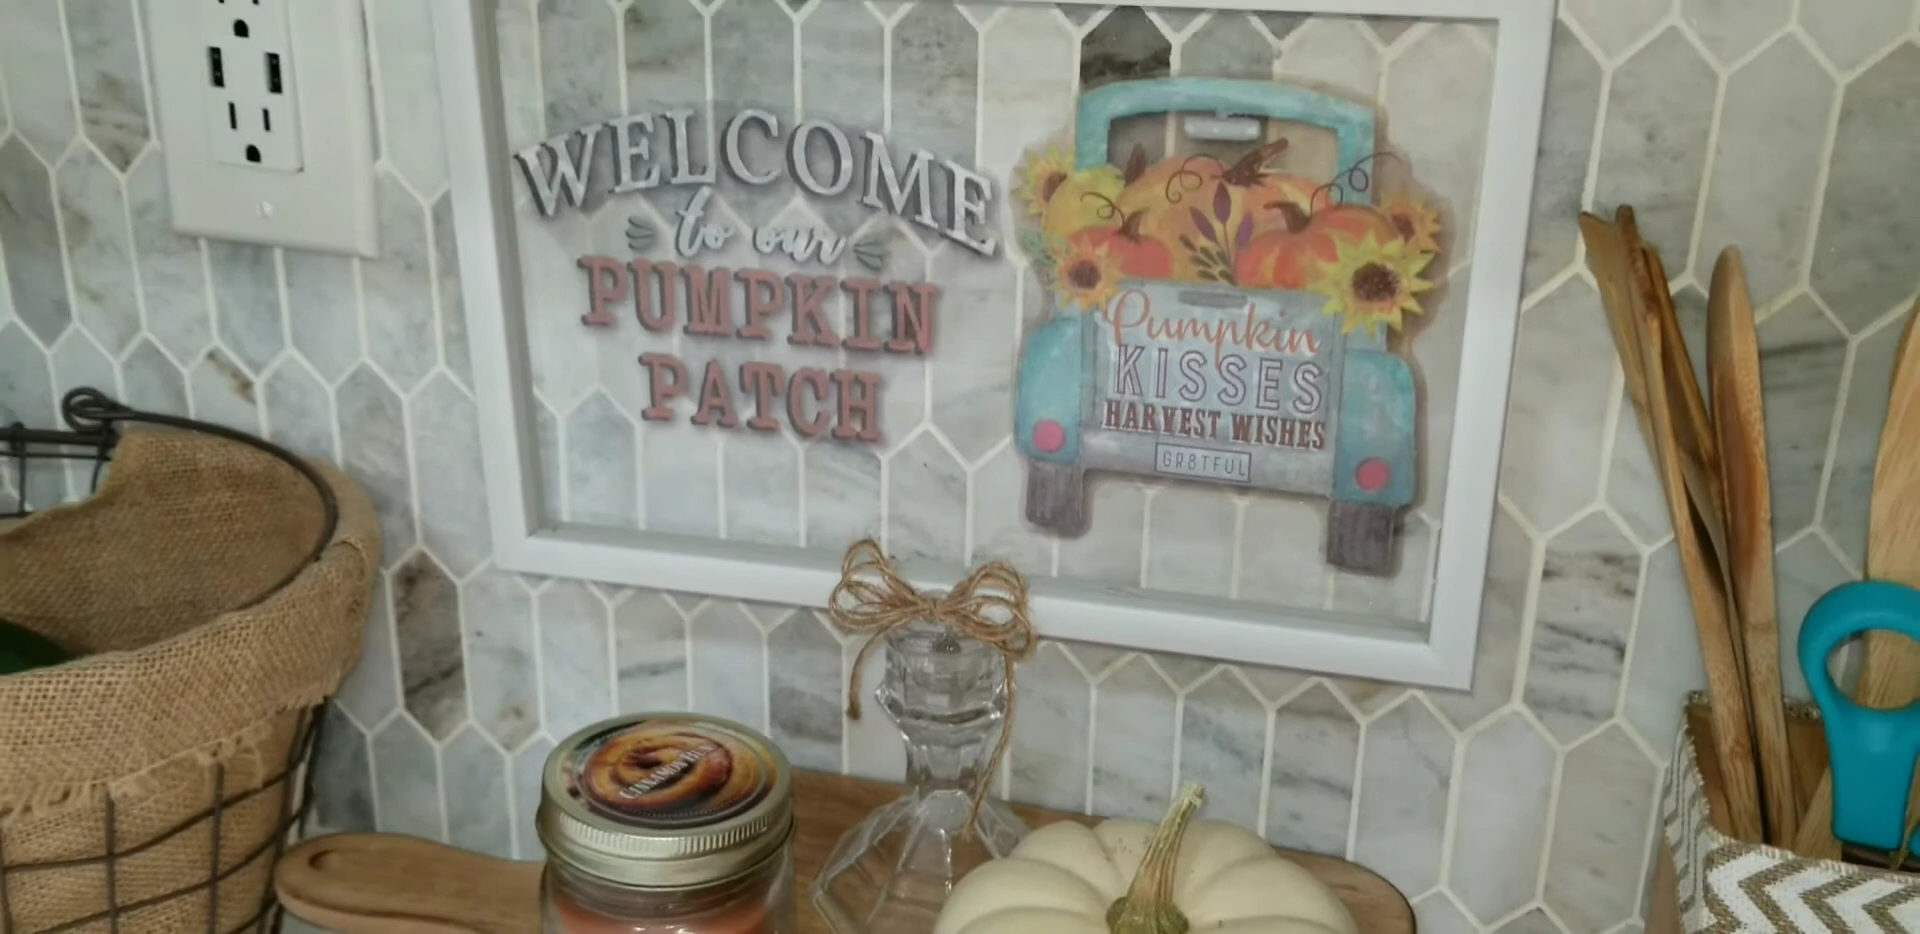 WELCOME
to our
PUMPKIN
PATCH
Pumpkin
KISSES
HARVEST WISHES
GR8TFUL